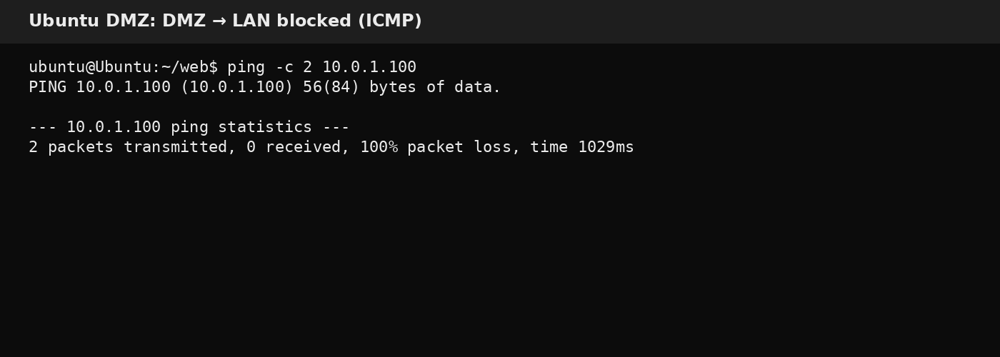 Ubuntu DMZ: DMZ → LAN blocked (ICMP)
ubuntu@Ubuntu:~/web$ ping -c 2 10.0.1.100
PING 10.0.1.100 (10.0.1.100) 56(84) bytes of data.
--- 10.0.1.100 ping statistics ---
2 packets transmitted, 0 received, 100% packet loss, time 1029ms